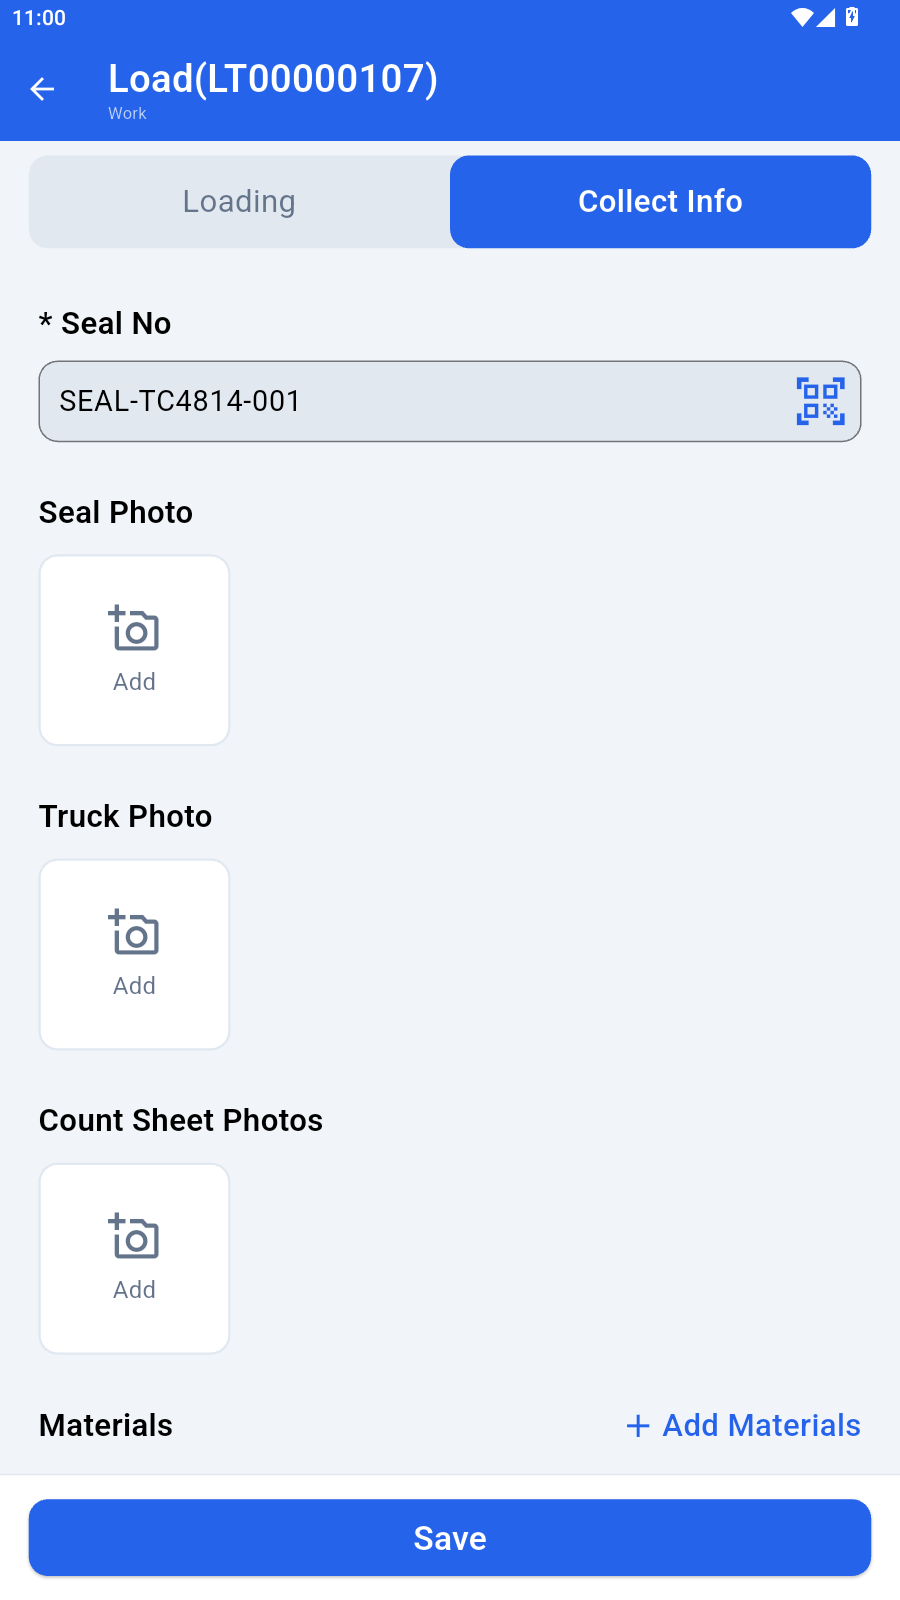 11:00
Load(LT00000107)
Work
Loading
Collect Info
* Seal No
SEAL-TC4814-001
Seal Photo
Add
Truck Photo
Add
Count Sheet Photos
Add
Materials
Add Materials
Save